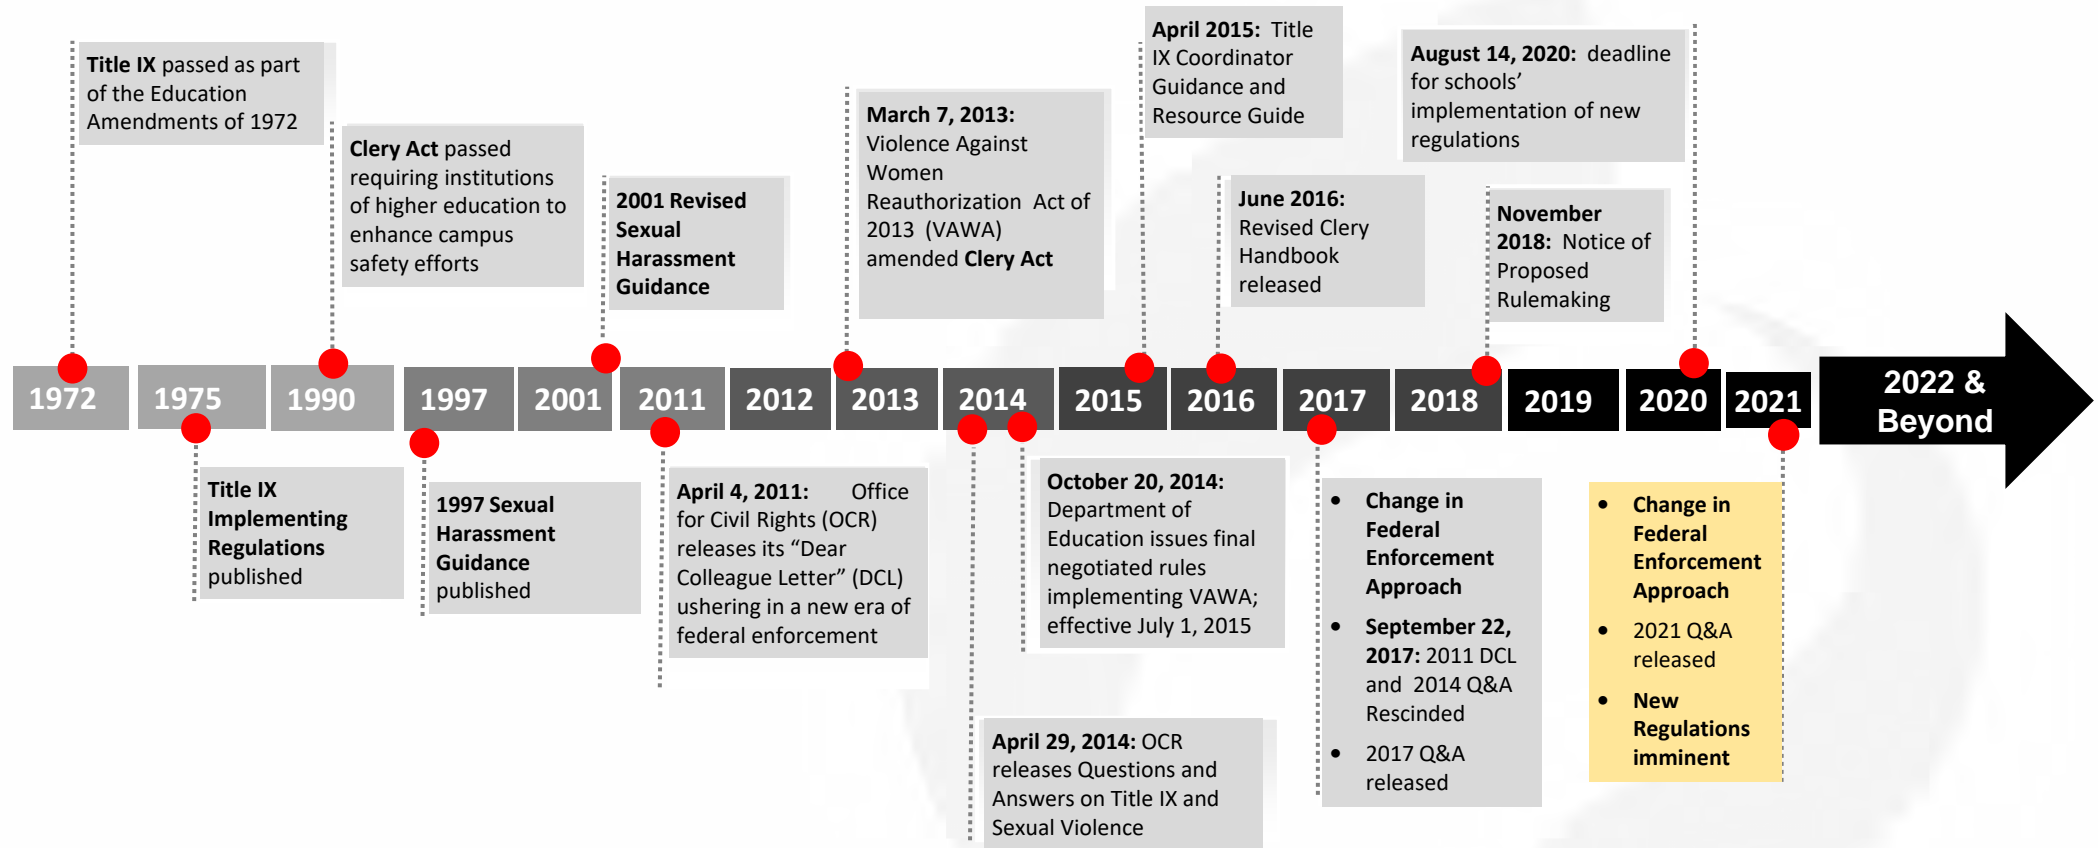 Title IX passed as part
of the Education
Amendments of 1972
Clery Act passed
requiring institutions
of higher education to
enhance campus
safety efforts
2001 Revised
Sexual
Harassment
Guidance
March 7, 2013:
Violence Against
Women
Reauthorization Act of
2013 (VAWA)
amended Clery Act
April 2015: Title
IX Coordinator
Guidance and
Resource Guide
June 2016:
Revised Clery
Handbook
released
August 14, 2020: deadline
for schools’
implementation of new
regulations
November
2018: Notice of
Proposed
Rulemaking
1972
1975
1990
1997
2001
2011
2012
2013
2014
2015
2016
2017
2018
2019
2020
2021
2022 &
Beyond
Title IX
Implementing
Regulations
published
1997 Sexual
Harassment
Guidance
published
April 4, 2011: Office
for Civil Rights (OCR)
releases its “Dear
Colleague Letter” (DCL)
ushering in a new era of
federal enforcement
April 29, 2014: OCR
releases Questions and
Answers on Title IX and
Sexual Violence
October 20, 2014:
Department of
Education issues final
negotiated rules
implementing VAWA;
effective July 1, 2015
• Change in
Federal
Enforcement
Approach
• September 22,
2017: 2011 DCL
and 2014 Q&A
Rescinded
• 2017 Q&A
released
• Change in
Federal
Enforcement
Approach
• 2021 Q&A
released
• New
Regulations
imminent